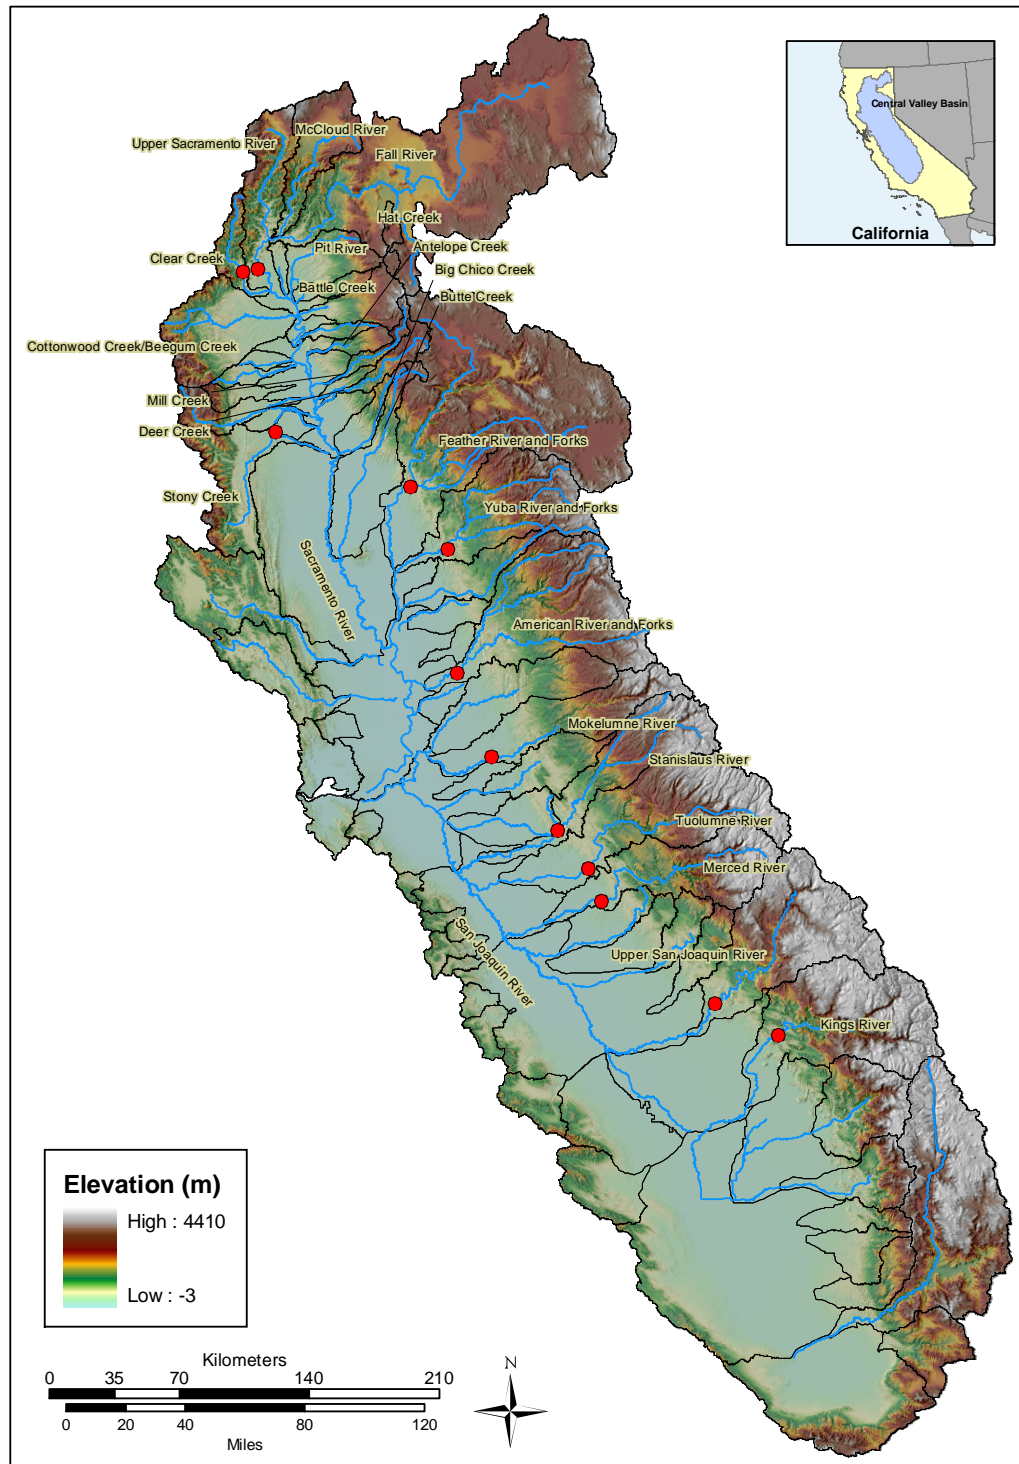 Central Valley Basin
California
McCloud River
Upper Sacramento River
Fall River
Hat Creek
Antelope Creek
Pit River
Clear Creek
Big Chico Creek
Battle Creek
Butte Creek
Cottonwood Creek/Beegum Creek
Mill Creek
Deer Creek
Feather River and Forks
Stony Creek
Yuba River and Forks
Sacramento River
American River and Forks
Mokelumne River
Stanislaus River
Tuolumne River
Merced River
San Joaquin River
Upper San Joaquin River
Kings River
Elevation (m)
High : 4410
Low : -3
Kilometers
0 35 70 140 210
0 20 40 80 120
Miles
N